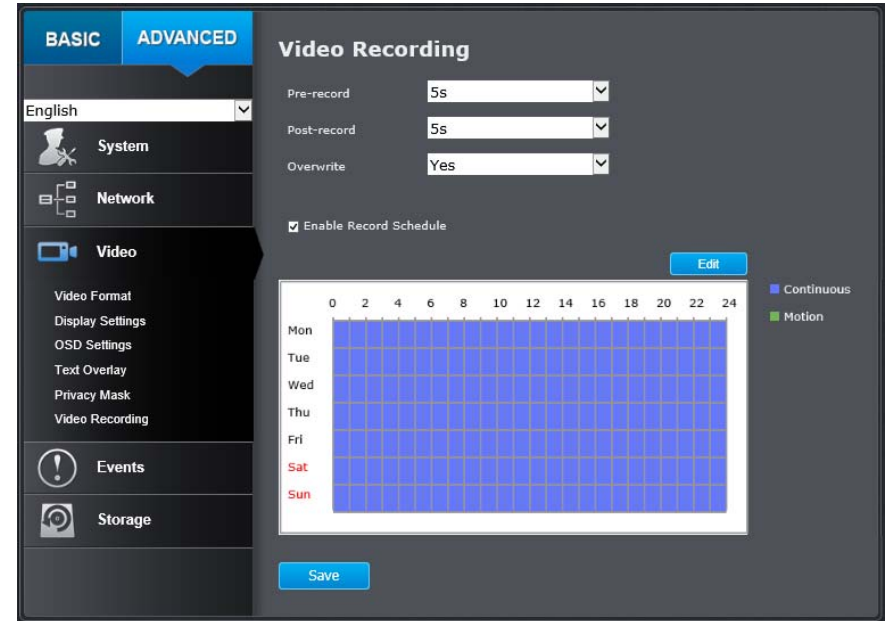 BASIC ADVANCED
English
System
Network
Video
Video Format
Display Settings
OSD Settings
Text Overlay
Privacy Mask
Video Recording
Events
Storage
Video Recording
Pre-record 5s
Post-record 5s
Overwrite Yes
Enable Record Schedule
Edit
0 2 4 6 8 10 12 14 16 18 20 22 24
Mon
Tue
Wed
Thu
Fri
Sat
Sun
Continuous
Motion
Save